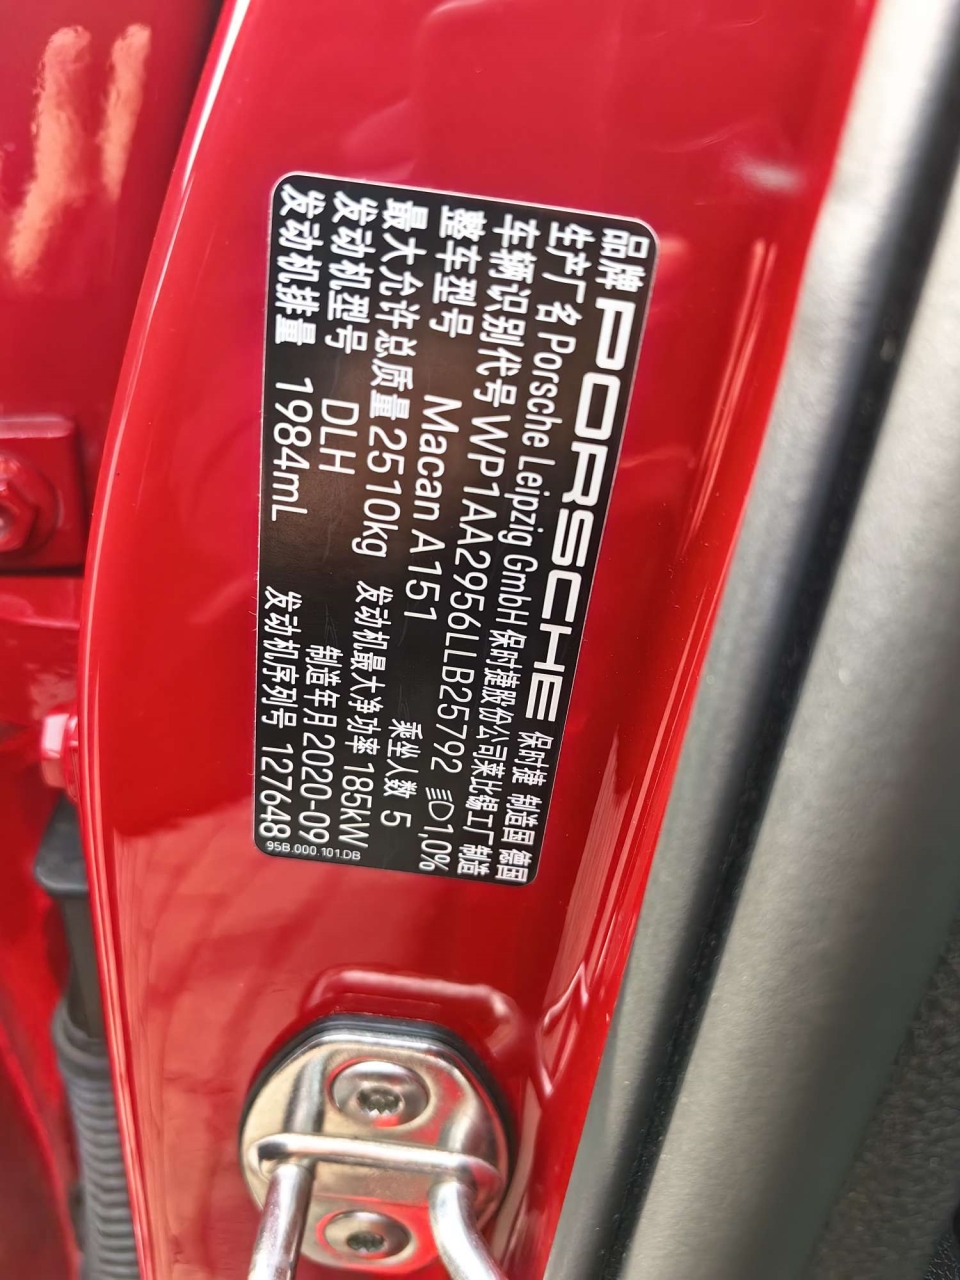 品牌 PORSCHE 保时捷 制造国 德国
生产厂名 Porsche Leipzig GmbH 保时捷股份公司莱比锡工厂制造
车辆识别代号 WP1AA2956LLB25792 1,0%
整车型号 Macan A151 乘坐人数 5
最大允许总质量 2510kg 发动机最大净功率 185kW
发动机型号 DLH 制造年月 2020-09
发动机排量 1984mL 发动机序列号 127648
95B.000.101.DB